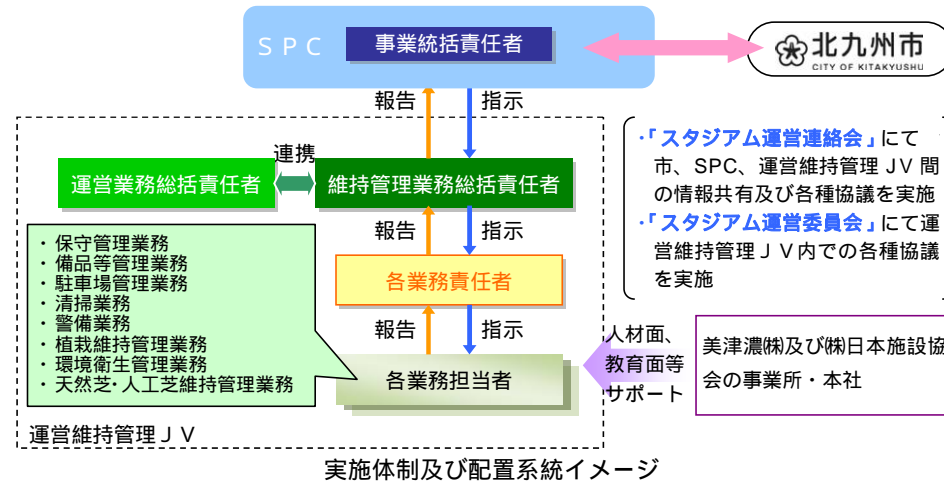 SPC
事業統括責任者
北九州市
CITY OF KITAKYUSHU
報告
指示
・「スタジアム運営連絡会」にて
市、SPC、運営維持管理 JV 間
の情報共有及び各種協議を実施
・「スタジアム運営委員会」にて運
営維持管理ＪＶ内での各種協議
を実施
運営業務総括責任者
連携
維持管理業務総括責任者
報告
指示
・保守管理業務
・備品等管理業務
・駐車場管理業務
・清掃業務
・警備業務
・植栽維持管理業務
・環境衛生管理業務
・天然芝・人工芝維持管理業務
各業務責任者
報告
指示
各業務担当者
人材面、
教育面等
サポート
美津濃㈱及び㈱日本施設協
会の事業所・本社
運営維持管理ＪＶ
実施体制及び配置系統イメージ